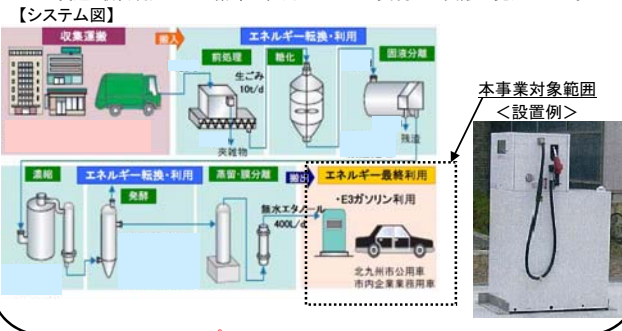 【システム図】
収集運搬
搬入
エネルギー転換・利用
前処理
糖化
固液分離
生ごみ
10t/d
夾雑物
残渣
本事業対象範囲
<設置例>
濃縮
エネルギー転換・利用
発酵
蒸留・膜分離
搬出
エネルギー最終利用
無水エタノール
400L/d
・E3ガソリン利用
北九州市公用車
市内企業業務用車